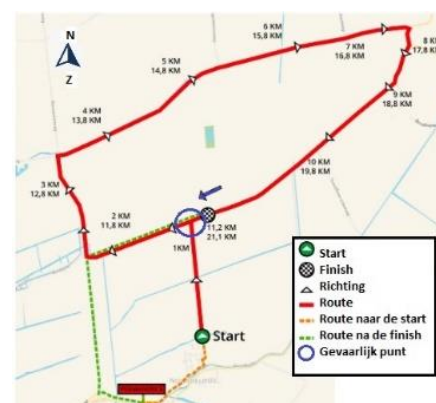 N
Z
6 KM
15,8 KM
7 KM
16,8 KM
8 KM
17,8 KM
5 KM
14,8 KM
9 KM
18,8 KM
4 KM
13,8 KM
10 KM
19,8 KM
3 KM
12,8 KM
2 KM
11,8 KM
11,2 KM
21,1 KM
1KM
Start
Start
Finish
Richting
Route
Route naar de start
Route na de finish
Gevaarlijk punt